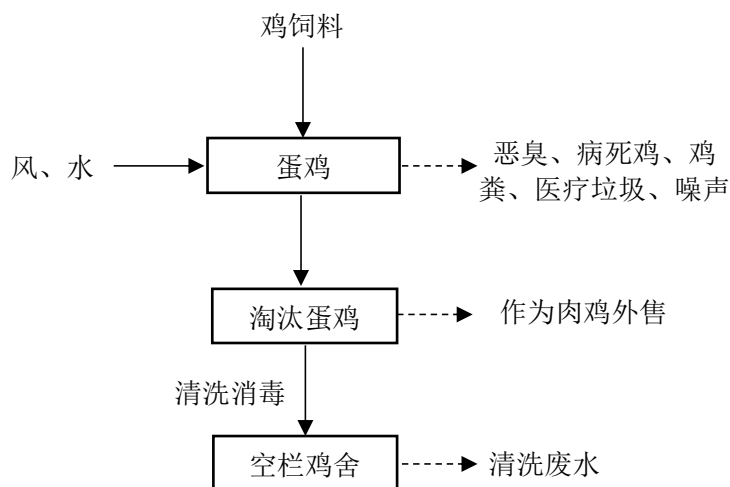 鸡饲料
风、水
蛋鸡
恶臭、病死鸡、鸡
粪、医疗垃圾、噪声
淘汰蛋鸡
作为肉鸡外售
清洗消毒
空栏鸡舍
清洗废水